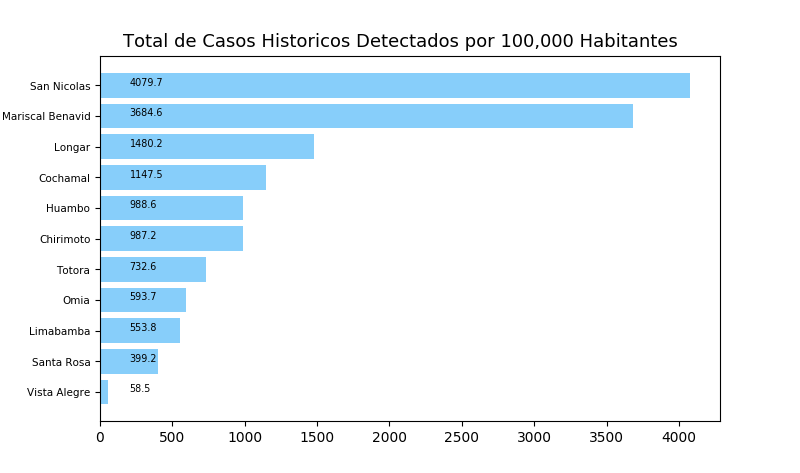 Total de Casos Historicos Detectados por 100,000 Habitantes
San Nicolas 4079.7
Mariscal Benavid 3684.6
Longar 1480.2
Cochamal 1147.5
Huambo 988.6
Chirimoto 987.2
Totora 732.6
Omia 593.7
Limabamba 553.8
Santa Rosa 399.2
Vista Alegre 58.5
0 500 1000 1500 2000 2500 3000 3500 4000